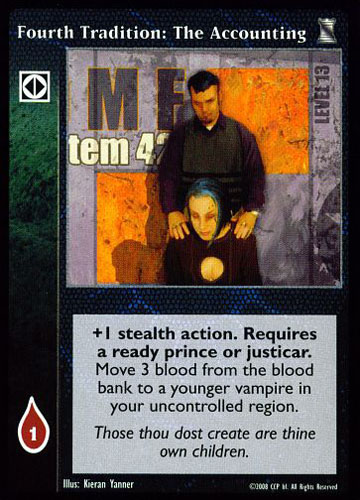 Fourth Tradition: The Accounting
M E
tem 42
LEVEL 13
+1 stealth action. Requires
a ready prince or justicar.
Move 3 blood from the blood
bank to a younger vampire in
your uncontrolled region.
Those thou dost create are thine
own children.
1
Illus: Kieran Yanner
©2008 CCP hf. All Rights Reserved